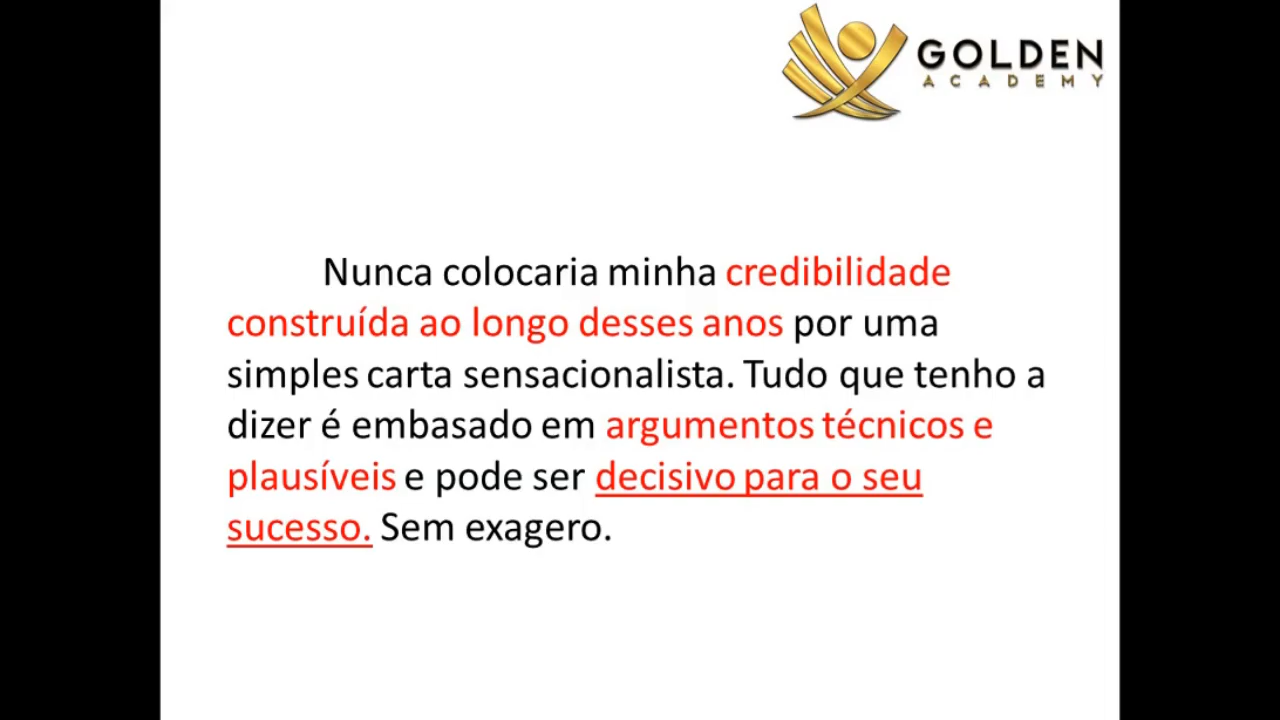 GOLDEN
ACADEMY
Nunca colocaria minha credibilidade
construída ao longo desses anos por uma
simples carta sensacionalista. Tudo que tenho a
dizer é embasado em argumentos técnicos e
plausíveis e pode ser decisivo para o seu
sucesso. Sem exagero.